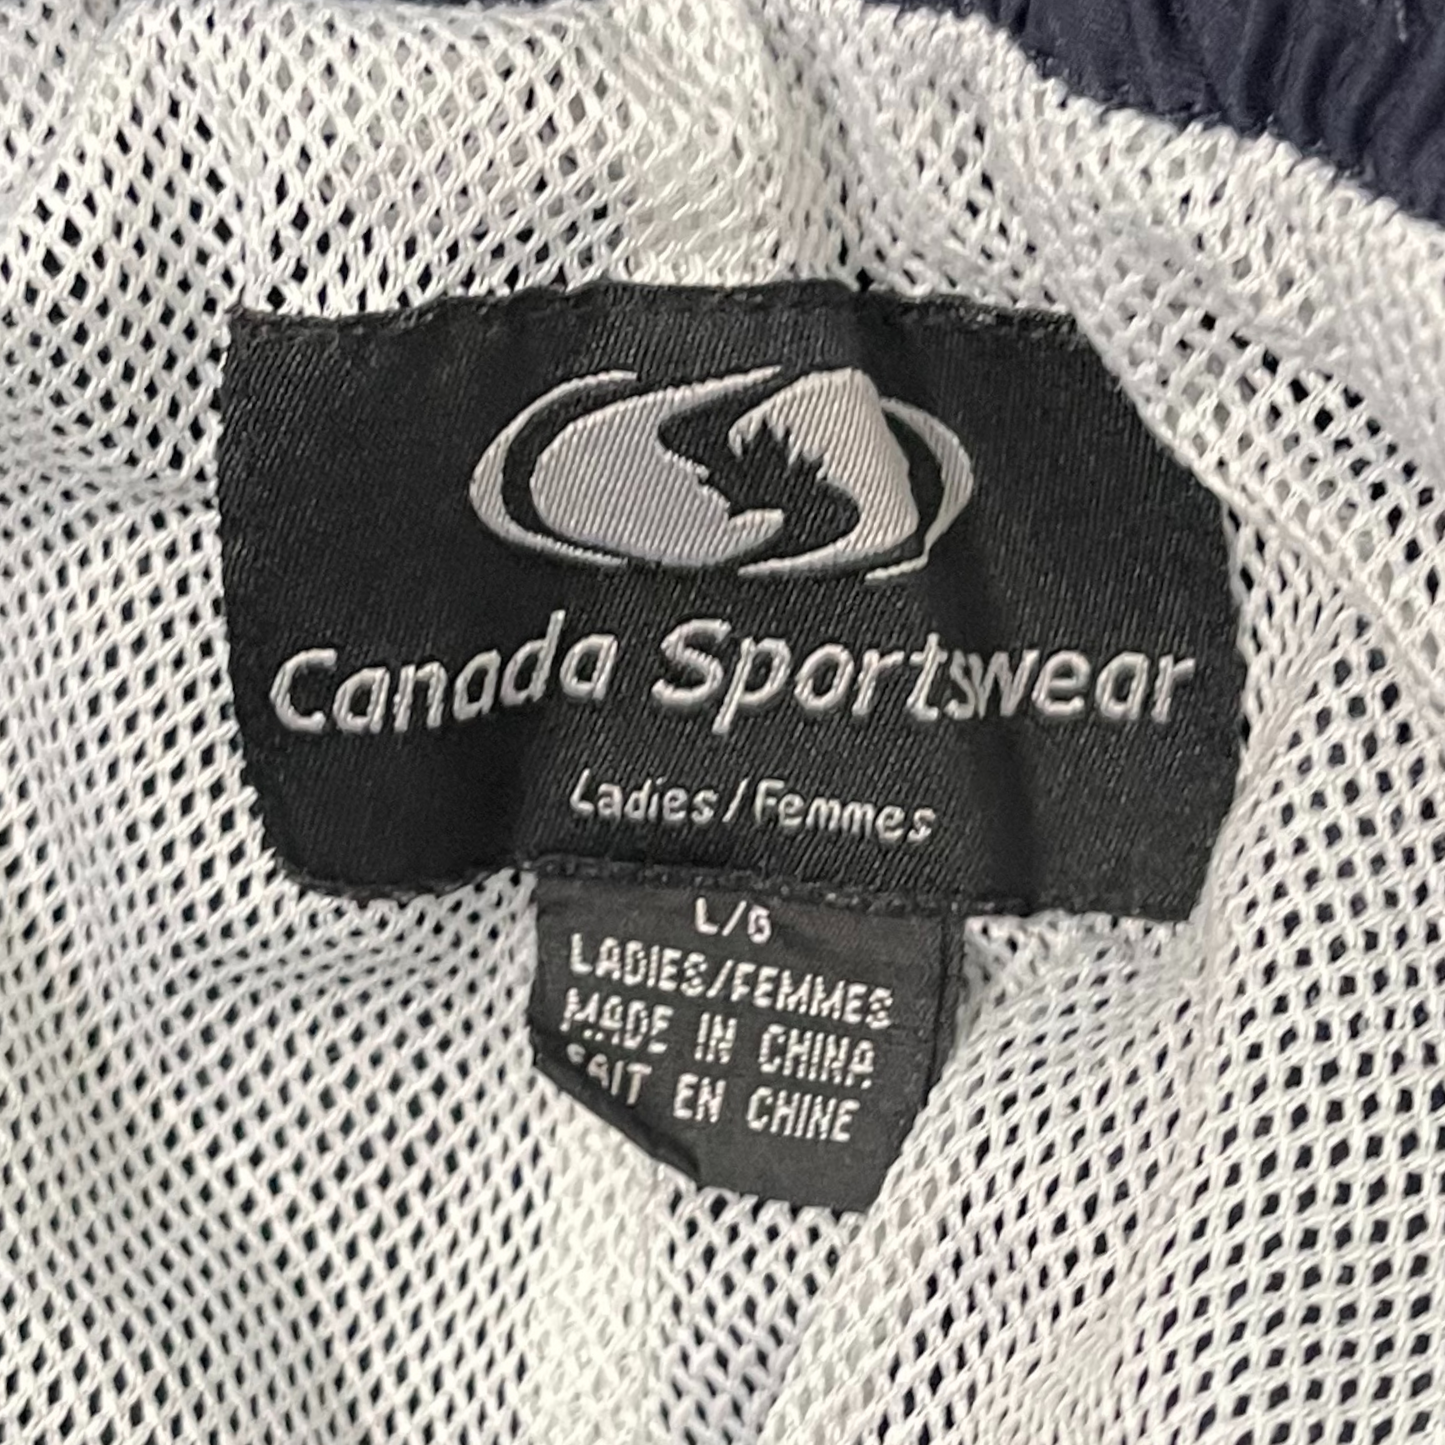 Canada Sportswear
Ladies/Femmes
L/G
LADIES/FEMMES
MADE IN CHINA
FAIT EN CHINE